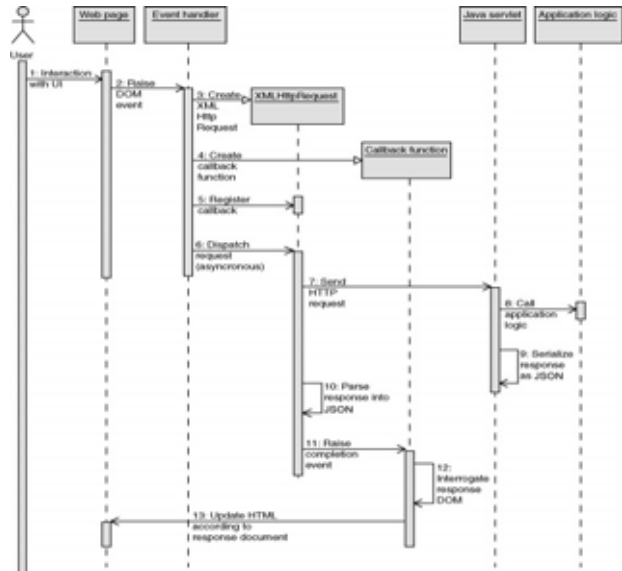 Web page
Event handler
Java servlet
Application logic
User
1: Interaction
with UI
2: Raise
DOM
event
3: Create
XML
Http
Request
XMLHttpRequest
4: Create
callback
function
Callback function
5: Register
callback
6: Dispatch
request
(asyncronous)
7: Send
HTTP
request
8: Call
application
logic
9: Serialize
response
as JSON
10: Parse
response into
JSON
11: Raise
completion
event
12:
Interrogate
response
DOM
13: Update HTML
according to
response document